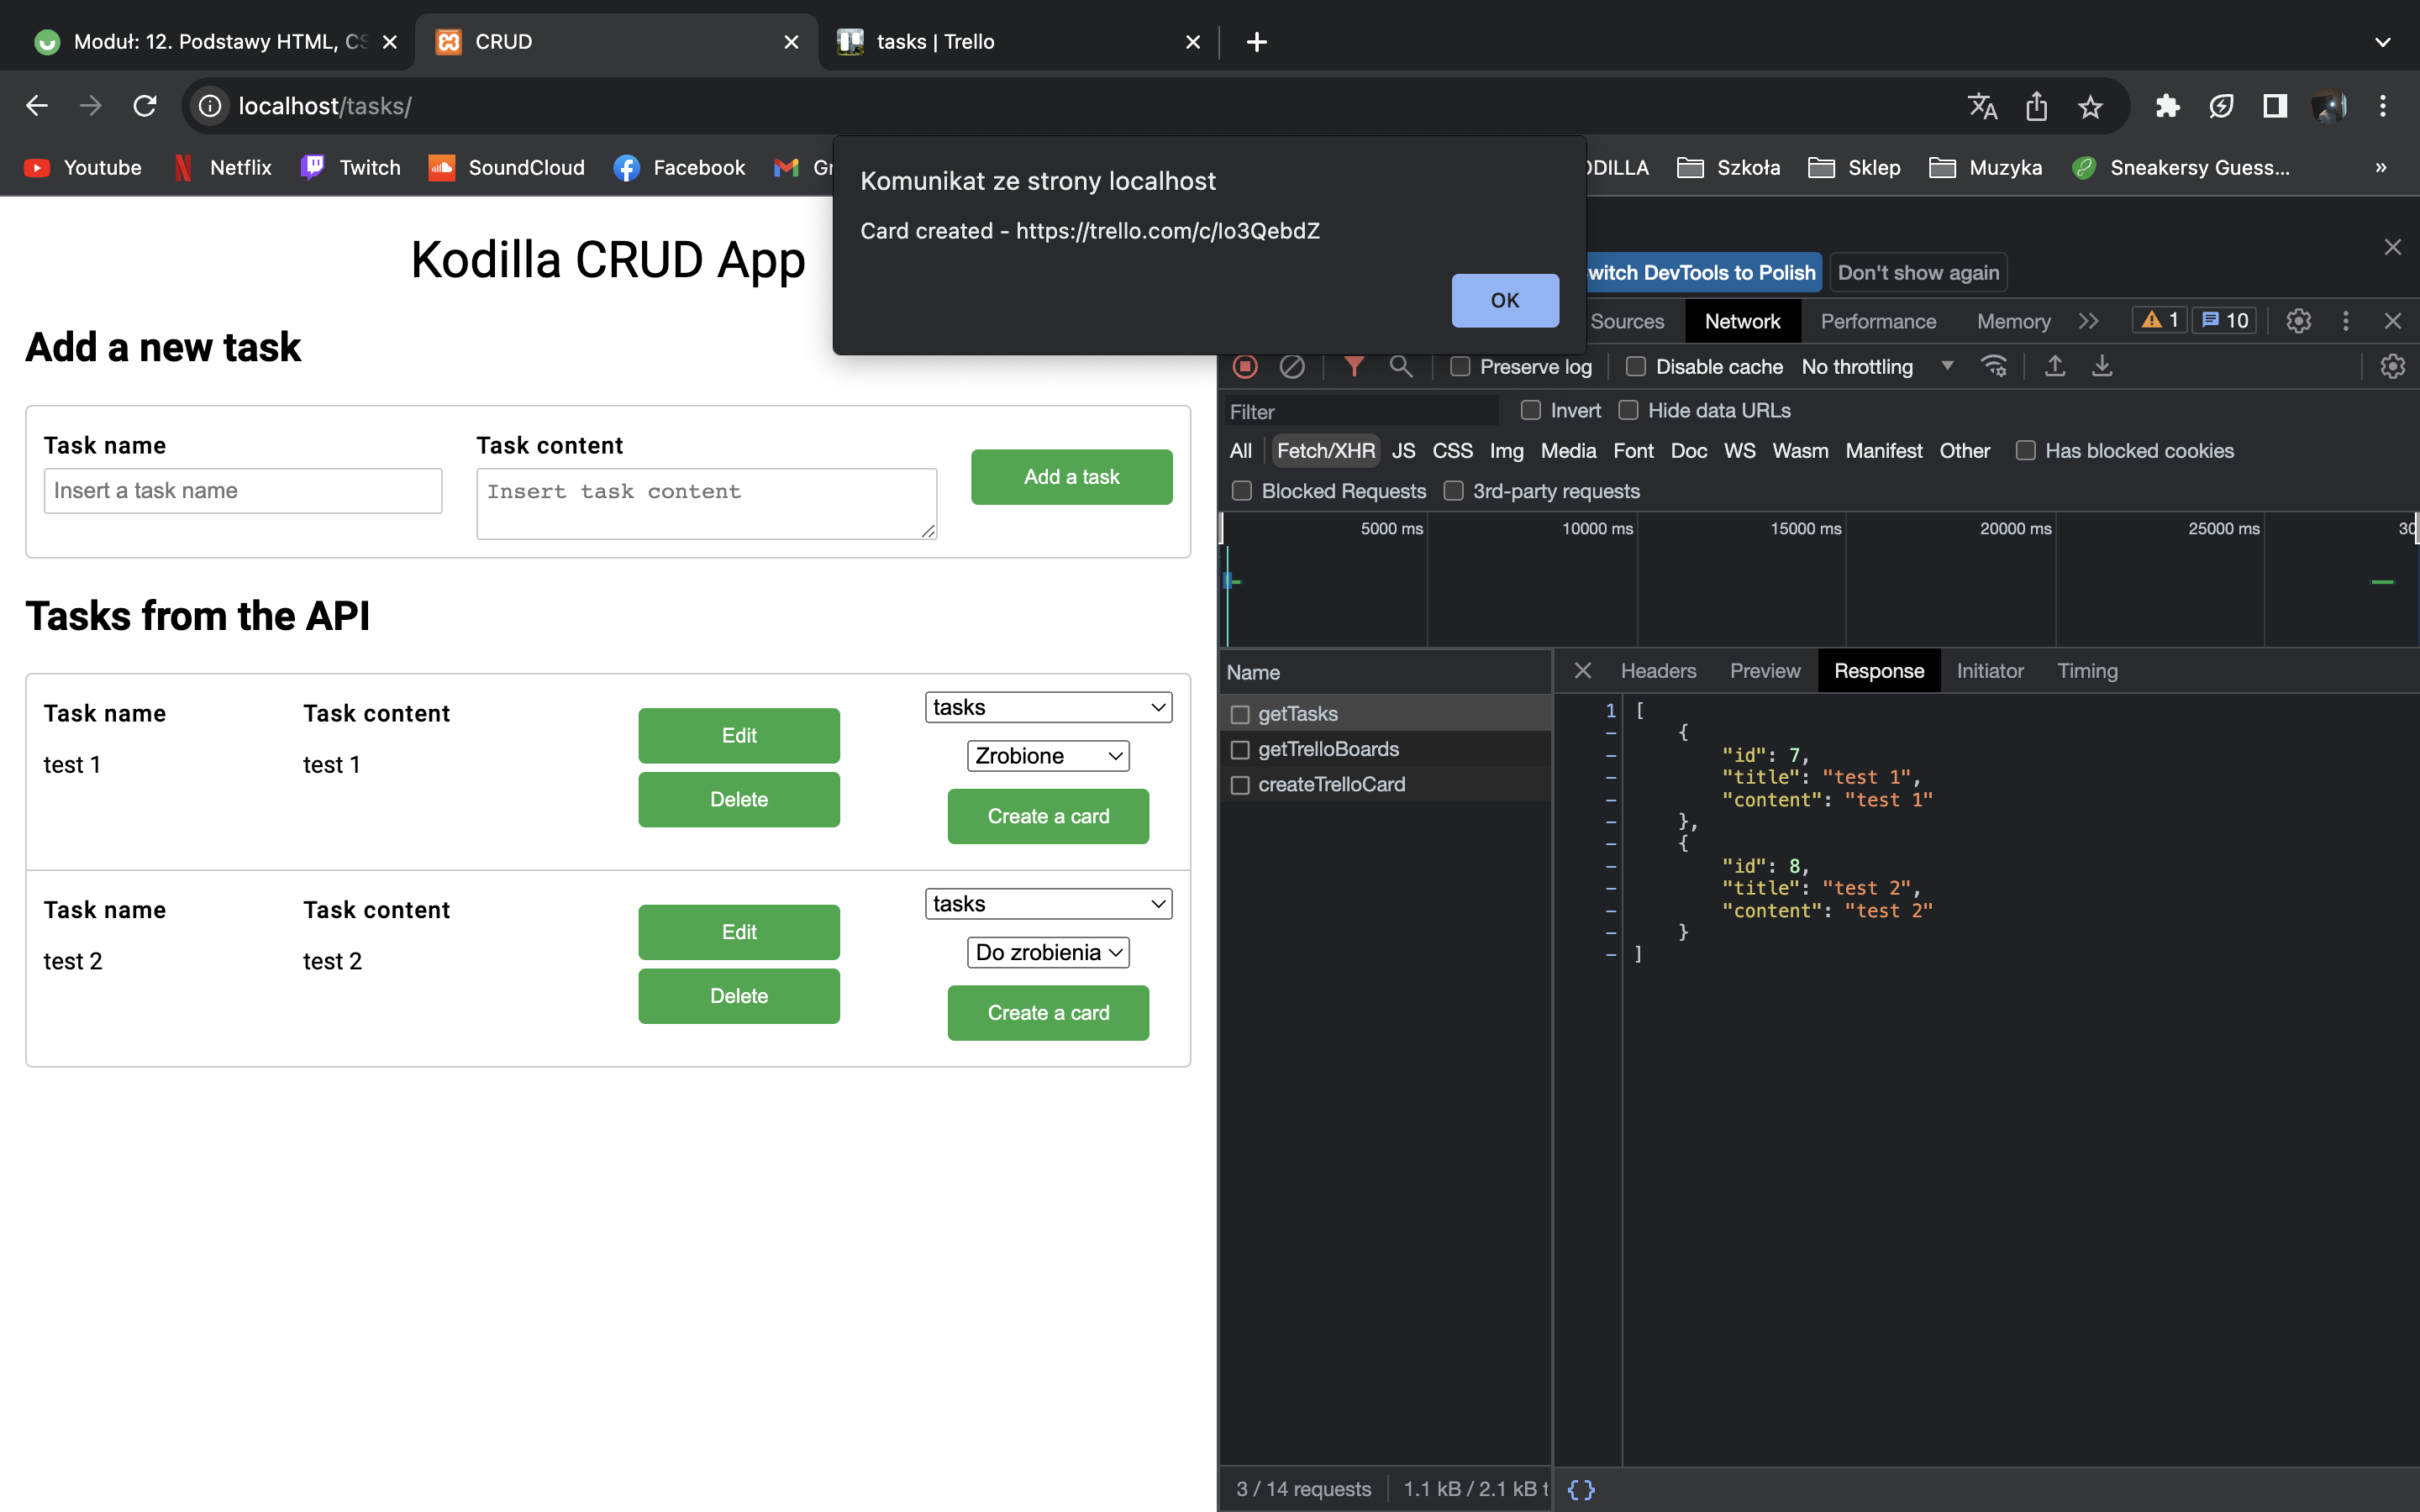 Moduł: 12. Podstawy HTML, CS
CRUD
tasks | Trello
localhost/tasks/
Youtube
Netflix
Twitch
SoundCloud
Facebook
Szkoła
Sklep
Muzyka
Sneakersy Guess...
»
Komunikat ze strony localhost
Card created - https://trello.com/c/Io3QebdZ
OK
Switch DevTools to Polish
Don't show again
Sources
Network
Performance
Memory
1
10
Preserve log
Disable cache
No throttling
Filter
Invert
Hide data URLs
All
Fetch/XHR
JS
CSS
Img
Media
Font
Doc
WS
Wasm
Manifest
Other
Has blocked cookies
Blocked Requests
3rd-party requests
5000 ms
10000 ms
15000 ms
20000 ms
25000 ms
30
Name
getTasks
getTrelloBoards
createTrelloCard
Headers
Preview
Response
Initiator
Timing
1 [
{
"id": 7,
"title": "test 1",
"content": "test 1"
},
{
"id": 8,
"title": "test 2",
"content": "test 2"
}
]
3 / 14 requests
1.1 kB / 2.1 kB t
{}
Kodilla CRUD App
Add a new task
Task name
Insert a task name
Task content
Insert task content
Add a task
Tasks from the API
Task name
test 1
Task content
test 1
Edit
Delete
tasks
Zrobione
Create a card
Task name
test 2
Task content
test 2
Edit
Delete
tasks
Do zrobienia
Create a card